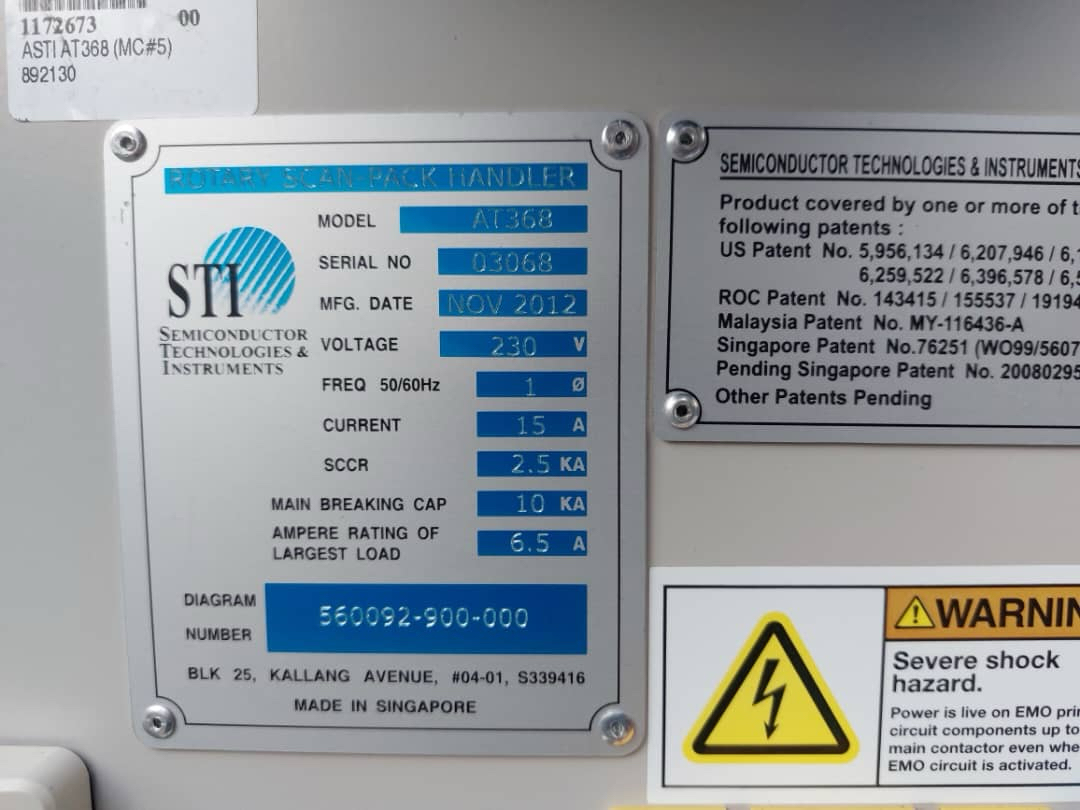 1172673 00
ASTI AT368 (MC#5)
892130
ROTARY SCAN-PACK HANDLER
STI
SEMICONDUCTOR
TECHNOLOGIES &
INSTRUMENTS
MODEL AT368
SERIAL NO 03068
MFG. DATE NOV 2012
VOLTAGE 230 V
FREQ 50/60Hz 1 Ø
CURRENT 15 A
SCCR 2.5 KA
MAIN BREAKING CAP 10 KA
AMPERE RATING OF
LARGEST LOAD 6.5 A
DIAGRAM
NUMBER 560092-900-000
BLK 25, KALLANG AVENUE, #04-01, S339416
MADE IN SINGAPORE
SEMICONDUCTOR TECHNOLOGIES & INSTRUMENTS
Product covered by one or more of
following patents :
US Patent No. 5,956,134 / 6,207,946 /
6,259,522 / 6,396,578 /
ROC Patent No. 143415 / 155537 /
Malaysia Patent No. MY-116436-A
Singapore Patent No.76251 (WO99/5607
Pending Singapore Patent No. 20080295
Other Patents Pending
WARNIN
Severe shock
hazard.
Power is live on EMO
circuit components up to
main contactor even
EMO circuit is activated.